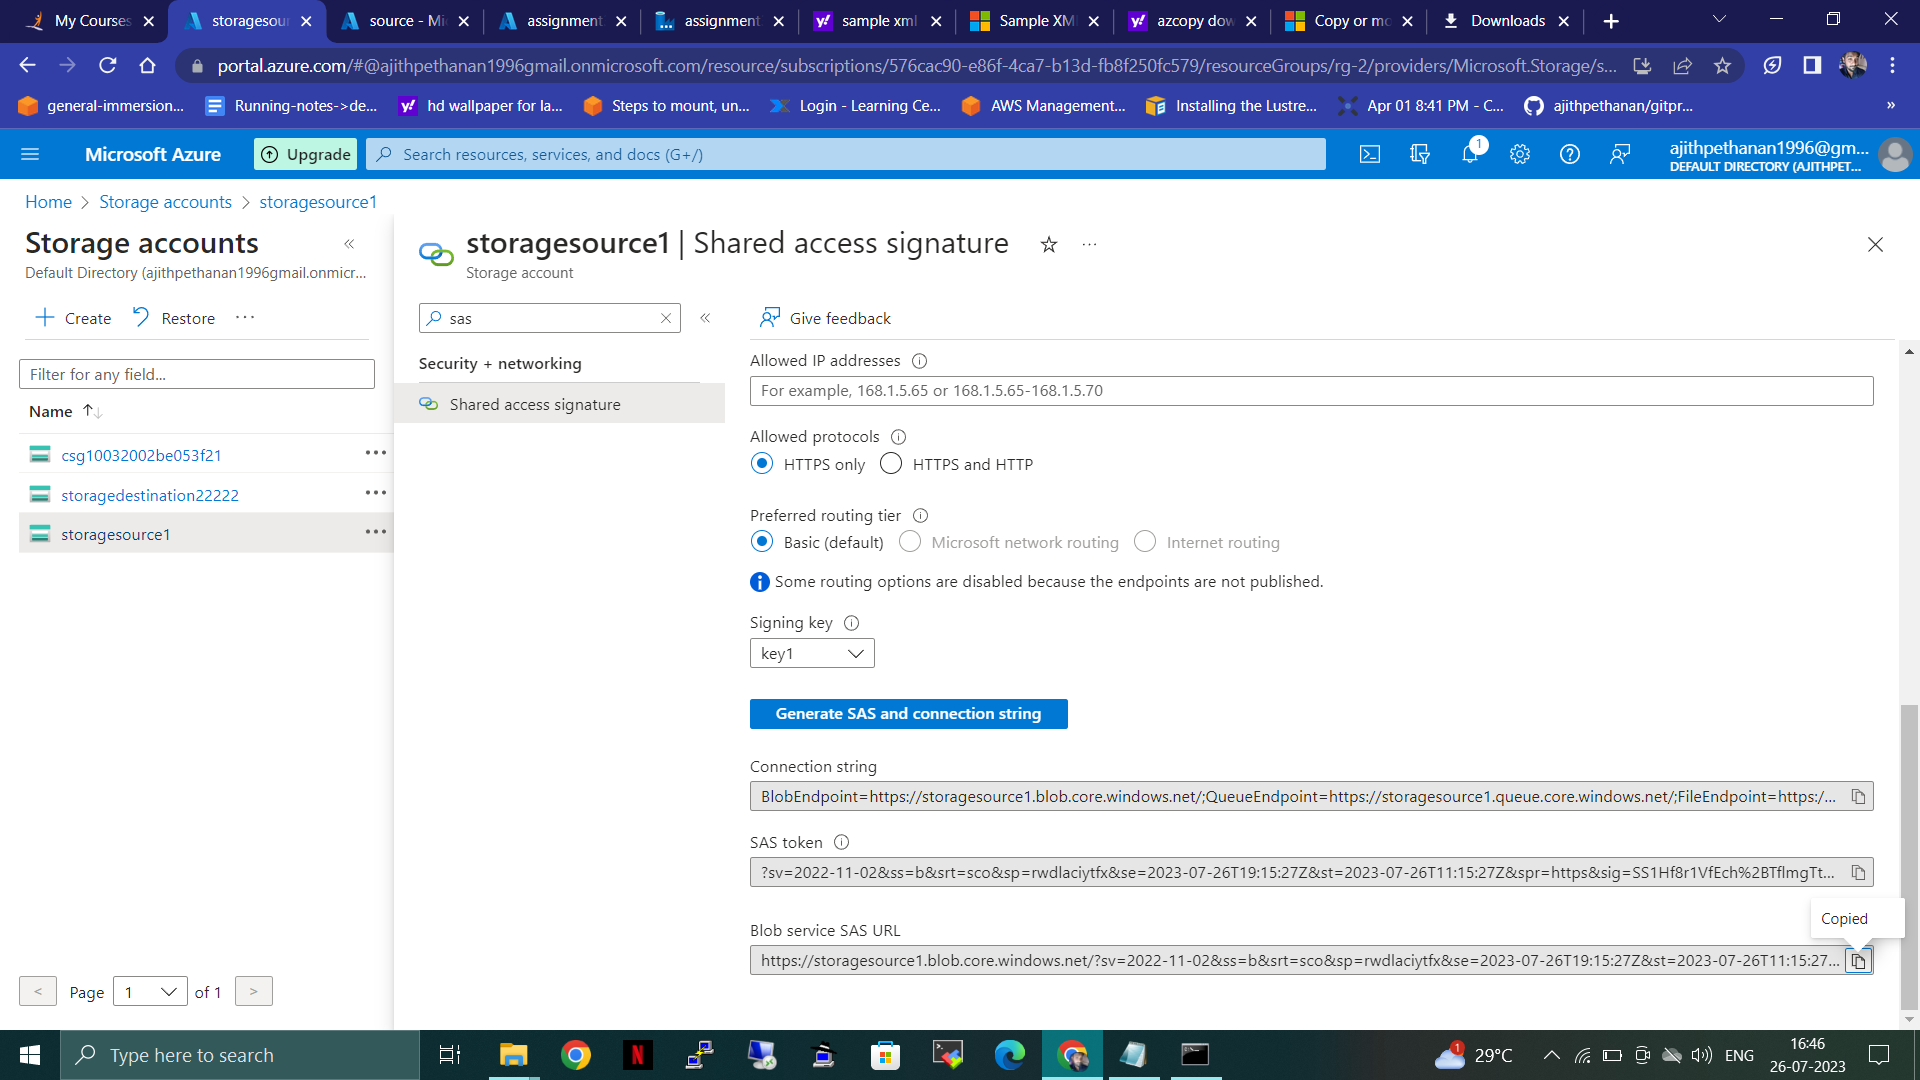 My Courses
storagesour
source - Mi
assignment
assignment
sample xml
Sample XM
azcopy dow
Copy or mo
Downloads
portal.azure.com/#@ajithpethanan1996gmail.onmicrosoft.com/resource/subscriptions/576cac90-e86f-4ca7-b13d-fb8f250fc579/resourceGroups/rg-2/providers/Microsoft.Storage/s...
general-immersion...
Running-notes->de...
hd wallpaper for la...
Steps to mount, un...
Login - Learning Ce...
AWS Management...
Installing the Lustre...
Apr 01 8:41 PM - C...
ajithpethanan/gitpr...
»
Microsoft Azure
Upgrade
Search resources, services, and docs (G+/)
1
ajithpethanan1996@gm...
DEFAULT DIRECTORY (AJITHPET...
Home > Storage accounts > storagesource1
Storage accounts
Default Directory (ajithpethanan1996gmail.onmicr...
Create
Restore
...
Filter for any field...
Name
csg10032002be053f21
storagedestination22222
storagesource1
< Page 1 of 1 >
storagesource1 | Shared access signature
Storage account
sas
Security + networking
Shared access signature
Give feedback
Allowed IP addresses
For example, 168.1.5.65 or 168.1.5.65-168.1.5.70
Allowed protocols
HTTPS only
HTTPS and HTTP
Preferred routing tier
Basic (default)
Microsoft network routing
Internet routing
Some routing options are disabled because the endpoints are not published.
Signing key
key1
Generate SAS and connection string
Connection string
BlobEndpoint=https://storagesource1.blob.core.windows.net/;QueueEndpoint=https://storagesource1.queue.core.windows.net/;FileEndpoint=https:/...
SAS token
?sv=2022-11-02&ss=b&srt=sco&sp=rwdlaciytfx&se=2023-07-26T19:15:27Z&st=2023-07-26T11:15:27Z&spr=https&sig=SS1Hf8r1VfEch%2BTflmgTt...
Copied
Blob service SAS URL
https://storagesource1.blob.core.windows.net/?sv=2022-11-02&ss=b&srt=sco&sp=rwdlaciytfx&se=2023-07-26T19:15:27Z&st=2023-07-26T11:15:27...
Type here to search
1
29°C
ENG
16:46
26-07-2023